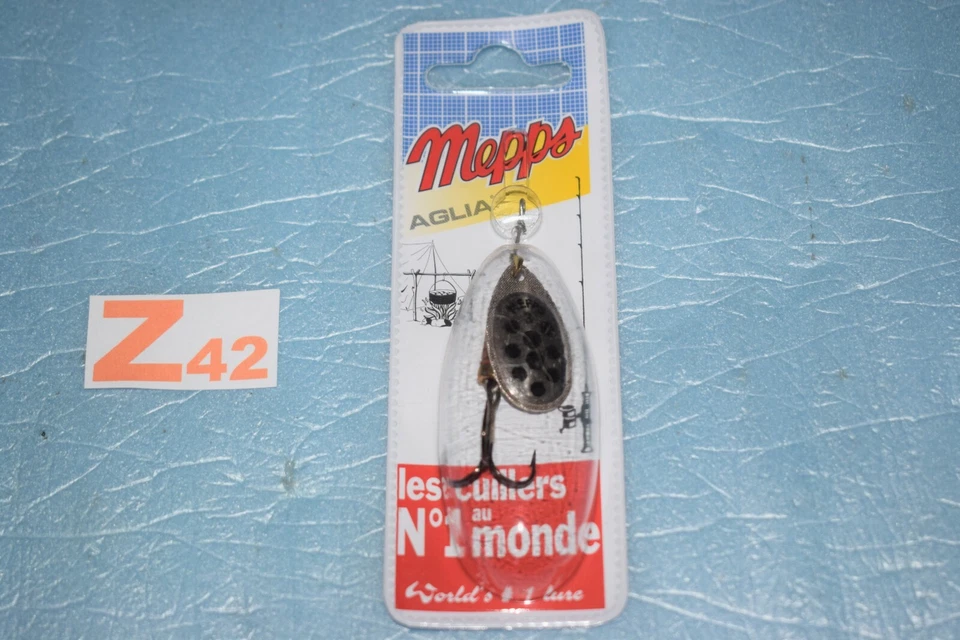 Mepps
AGLIA
Z42
les cuillers
N°1 au monde
World's # 1 lure